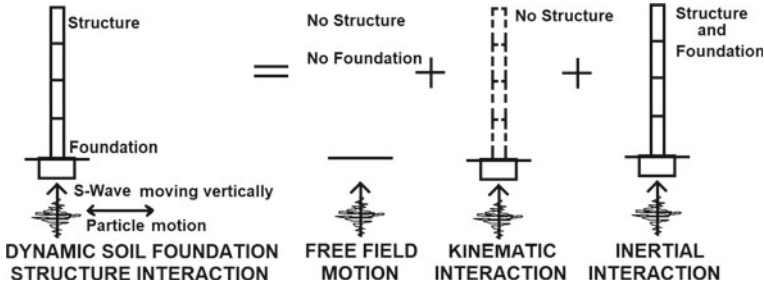 Structure
Foundation
S-Wave moving vertically
Particle motion
DYNAMIC SOIL FOUNDATION
STRUCTURE INTERACTION
=
No Structure
No Foundation
FREE FIELD
MOTION
+
No Structure
KINEMATIC
INTERACTION
+
Structure
and
Foundation
INERTIAL
INTERACTION